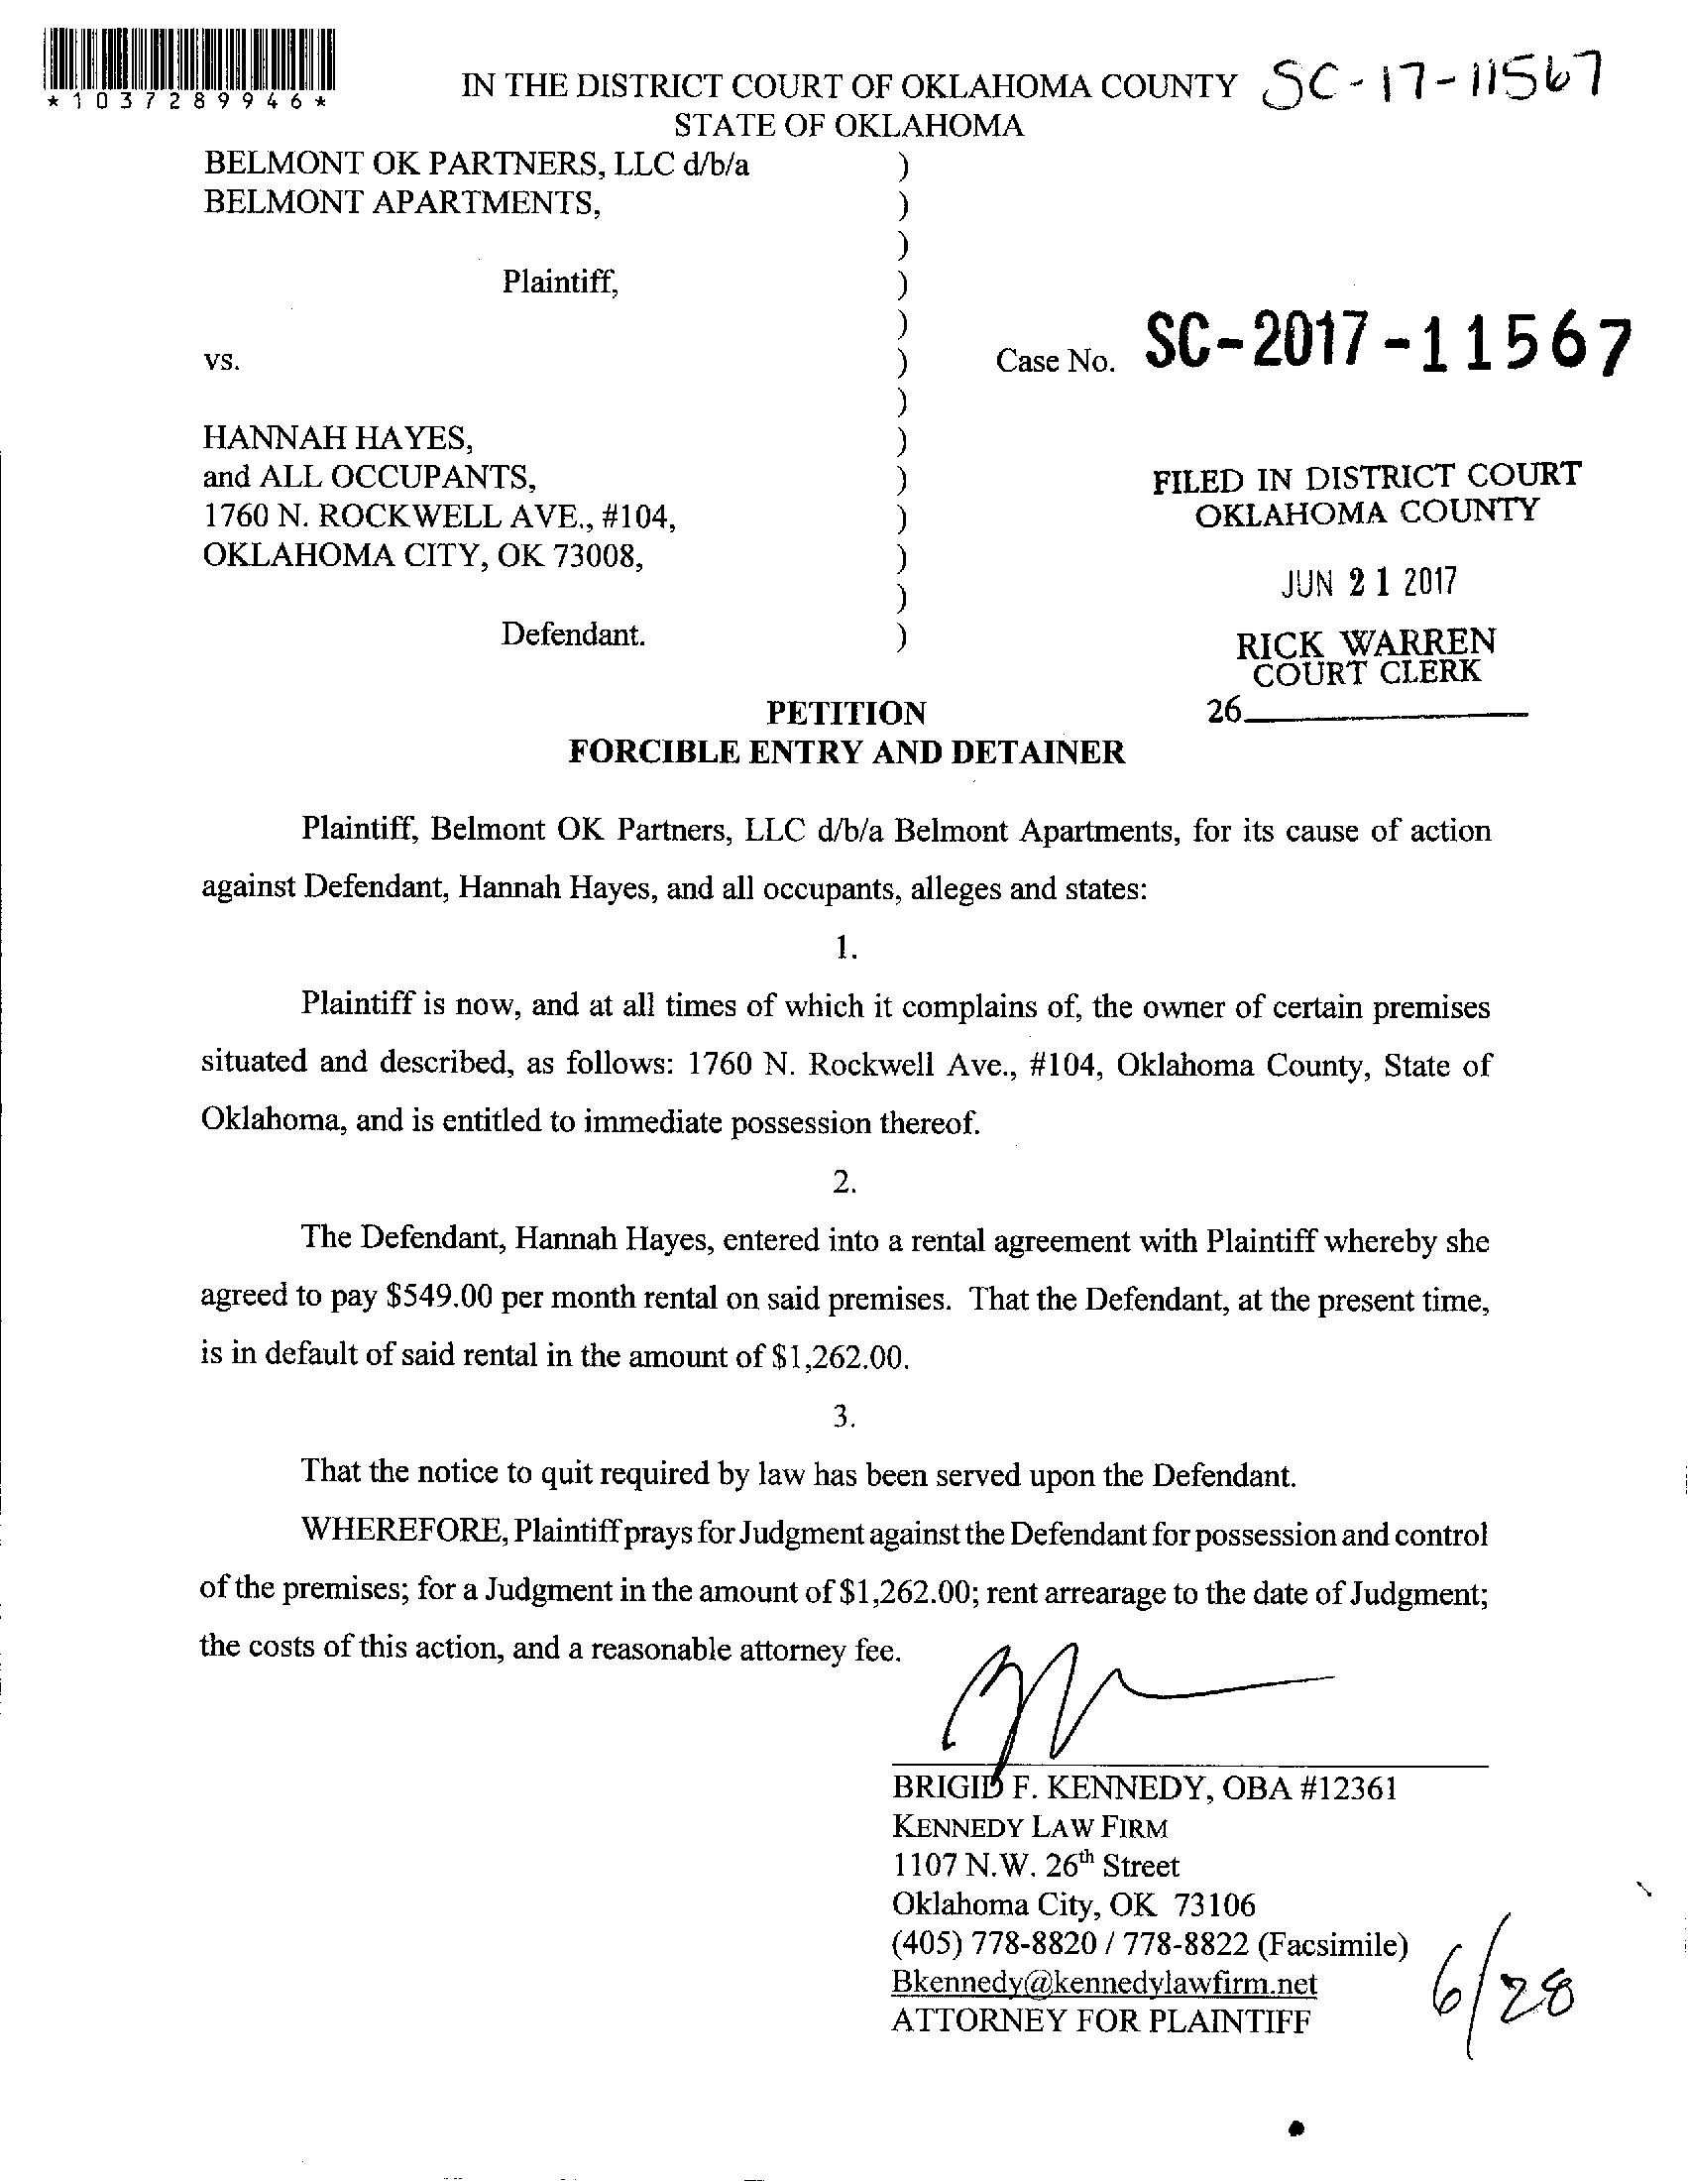 *1037289946*
IN THE DISTRICT COURT OF OKLAHOMA COUNTY SC-17-11567
STATE OF OKLAHOMA
BELMONT OK PARTNERS, LLC d/b/a )
BELMONT APARTMENTS, )
)
Plaintiff, )
)
vs. ) Case No. SC-2017-11567
)
HANNAH HAYES, )
and ALL OCCUPANTS, ) FILED IN DISTRICT COURT
1760 N. ROCKWELL AVE., #104, ) OKLAHOMA COUNTY
OKLAHOMA CITY, OK 73008, )
) JUN 21 2017
Defendant. ) RICK WARREN
COURT CLERK
PETITION 26
FORCIBLE ENTRY AND DETAINER
Plaintiff, Belmont OK Partners, LLC d/b/a Belmont Apartments, for its cause of action
against Defendant, Hannah Hayes, and all occupants, alleges and states:
1.
Plaintiff is now, and at all times of which it complains of, the owner of certain premises
situated and described, as follows: 1760 N. Rockwell Ave., #104, Oklahoma County, State of
Oklahoma, and is entitled to immediate possession thereof.
2.
The Defendant, Hannah Hayes, entered into a rental agreement with Plaintiff whereby she
agreed to pay $549.00 per month rental on said premises. That the Defendant, at the present time,
is in default of said rental in the amount of $1,262.00.
3.
That the notice to quit required by law has been served upon the Defendant.
WHEREFORE, Plaintiff prays for Judgment against the Defendant for possession and control
of the premises; for a Judgment in the amount of $1,262.00; rent arrearage to the date of Judgment;
the costs of this action, and a reasonable attorney fee.
BRIGID F. KENNEDY, OBA #12361
KENNEDY LAW FIRM
1107 N.W. 26th Street
Oklahoma City, OK 73106
(405) 778-8820 / 778-8822 (Facsimile)
Bkennedy@kennedylawfirm.net
ATTORNEY FOR PLAINTIFF
6/28